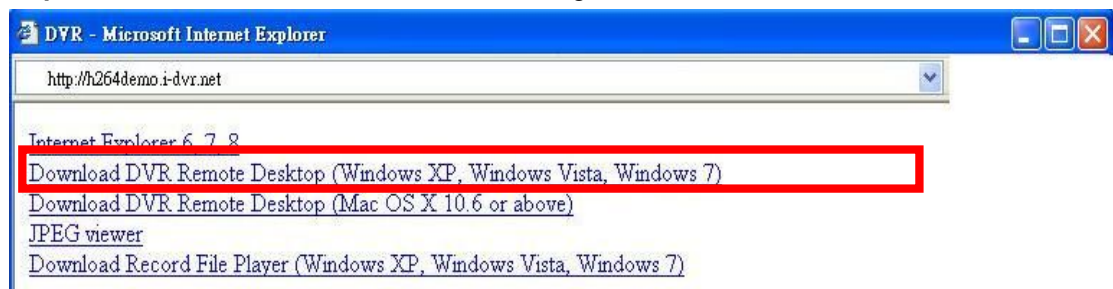 DVR - Microsoft Internet Explorer
http://h264demo.i-dvr.net
Internet Explorer 6, 7, 8
Download DVR Remote Desktop (Windows XP, Windows Vista, Windows 7)
Download DVR Remote Desktop (Mac OS X 10.6 or above)
JPEG viewer
Download Record File Player (Windows XP, Windows Vista, Windows 7)